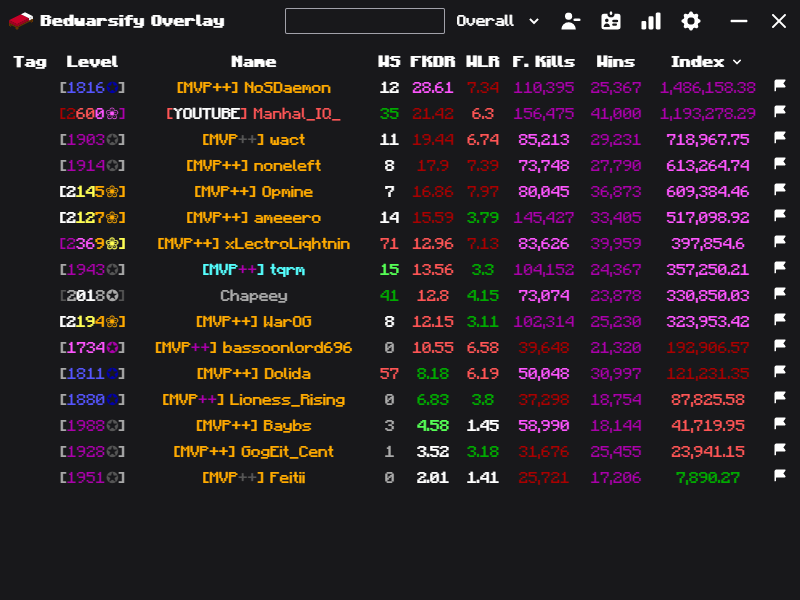 Bedwarsify Overlay Overall
Tag Level Name WS FKDR WLR F. Kills Wins Index
[1816✪] [MVP++] NoSDaemon 12 28.61 7.34 110,395 25,367 1,486,158.38
[2600❀] [YOUTUBE] Manhal_IQ_ 35 21.42 6.3 156,475 41,000 1,193,278.29
[1903✪] [MVP++] wact 11 19.44 6.74 85,213 29,231 718,967.75
[1914✪] [MVP++] noneleft 8 17.9 7.39 73,748 27,790 613,264.74
[2145❀] [MVP++] Opmine 7 16.86 7.97 80,045 36,873 609,384.46
[2127❀] [MVP++] ameeero 14 15.59 3.79 145,427 33,405 517,098.92
[2369❀] [MVP++] xLectroLiqhtnin 71 12.96 7.13 83,626 39,959 397,854.6
[1943✪] [MVP++] tqrm 15 13.56 3.3 104,152 24,367 357,250.21
[2018✪] Chapeey 41 12.8 4.15 73,074 23,878 330,850.03
[2194❀] [MVP++] WarOG 8 12.15 3.11 102,314 25,230 323,953.42
[1734✪] [MVP++] bassoonlord696 0 10.55 6.58 39,648 21,320 192,906.57
[1811✪] [MVP++] Dolida 57 8.18 6.19 50,048 30,997 121,231.35
[1880✪] [MVP++] Lioness_Rising 0 6.83 3.8 37,298 18,754 87,825.58
[1988✪] [MVP++] Baybs 3 4.58 1.45 58,990 18,144 41,719.95
[1928✪] [MVP++] GogEit_Cent 1 3.52 3.18 31,676 25,455 23,941.15
[1951✪] [MVP++] Feitii 0 2.01 1.41 25,721 17,206 7,890.27